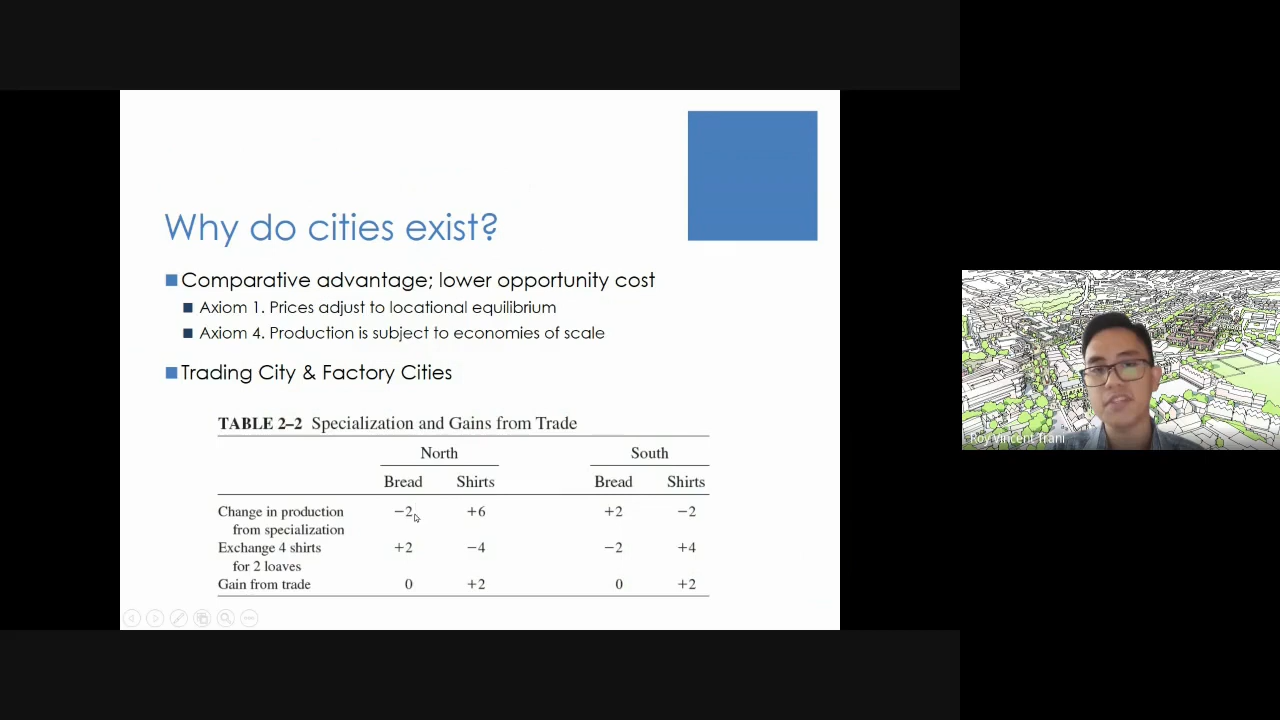 Why do cities exist?
Comparative advantage; lower opportunity cost
Axiom 1. Prices adjust to locational equilibrium
Axiom 4. Production is subject to economies of scale
Trading City & Factory Cities
TABLE 2–2 Specialization and Gains from Trade
North South
Bread Shirts Bread Shirts
Change in production −2 +6 +2 −2
from specialization
Exchange 4 shirts +2 −4 −2 +4
for 2 loaves
Gain from trade 0 +2 0 +2
Roy Vincent Trani